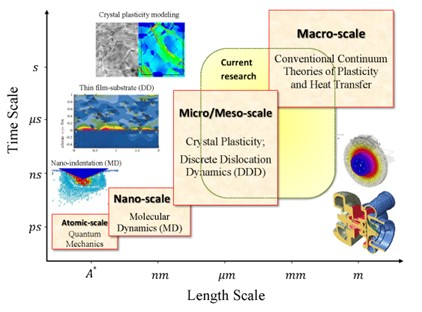 Crystal plasticity modeling
Macro-scale
Conventional Continuum
Theories of Plasticity
and Heat Transfer
Current
research
Thin film-substrate (DD)
Micro/Meso-scale
Crystal Plasticity;
Discrete Dislocation
Dynamics (DDD)
Nano-indentation (MD)
Nano-scale
Molecular
Dynamics (MD)
Atomic-scale
Quantum
Mechanics
Time Scale
s
μs
ns
ps
A° nm μm mm m
Length Scale